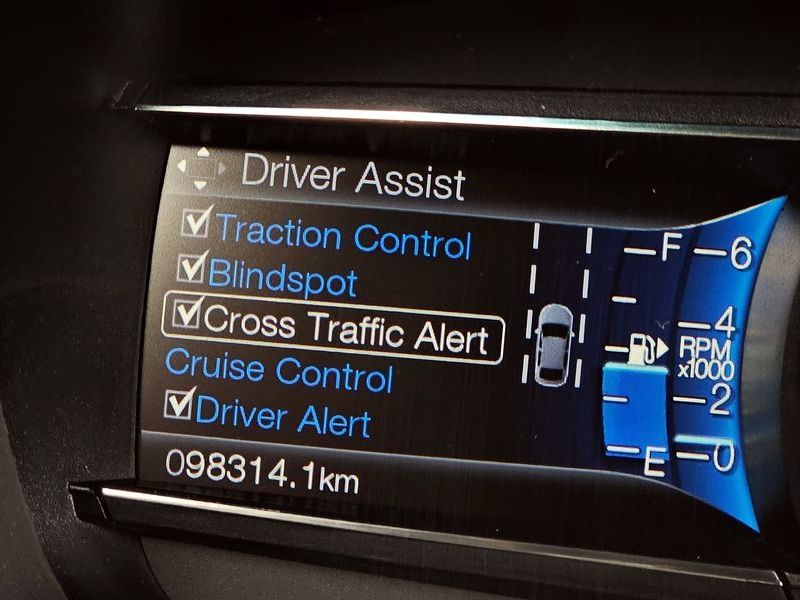 Driver Assist
Traction Control
Blindspot
Cross Traffic Alert
Cruise Control
Driver Alert
098314.1km
F
E
6
4
RPM
x1000
2
0